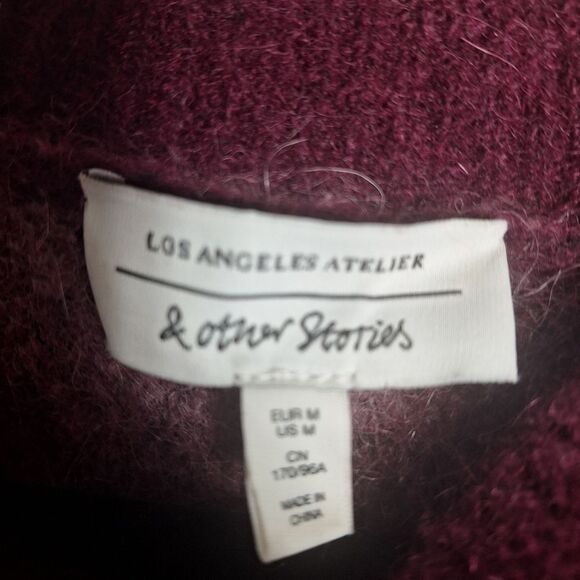 LOS ANGELES ATELIER
& other Stories
EUR M
US M
CN
170/96A
MADE IN
CHINA